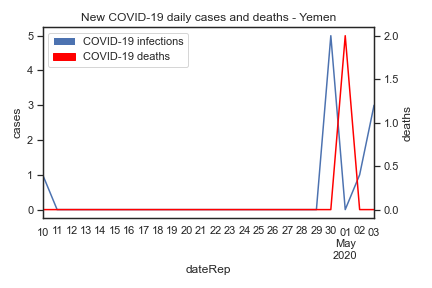 New COVID-19 daily cases and deaths - Yemen
COVID-19 infections
COVID-19 deaths
cases
5
4
3
2
1
0
deaths
2.0
1.5
1.0
0.5
0.0
10 11 12 13 14 15 16 17 18 19 20 21 22 23 24 25 26 27 28 29 30 01 02 03
May
2020
dateRep